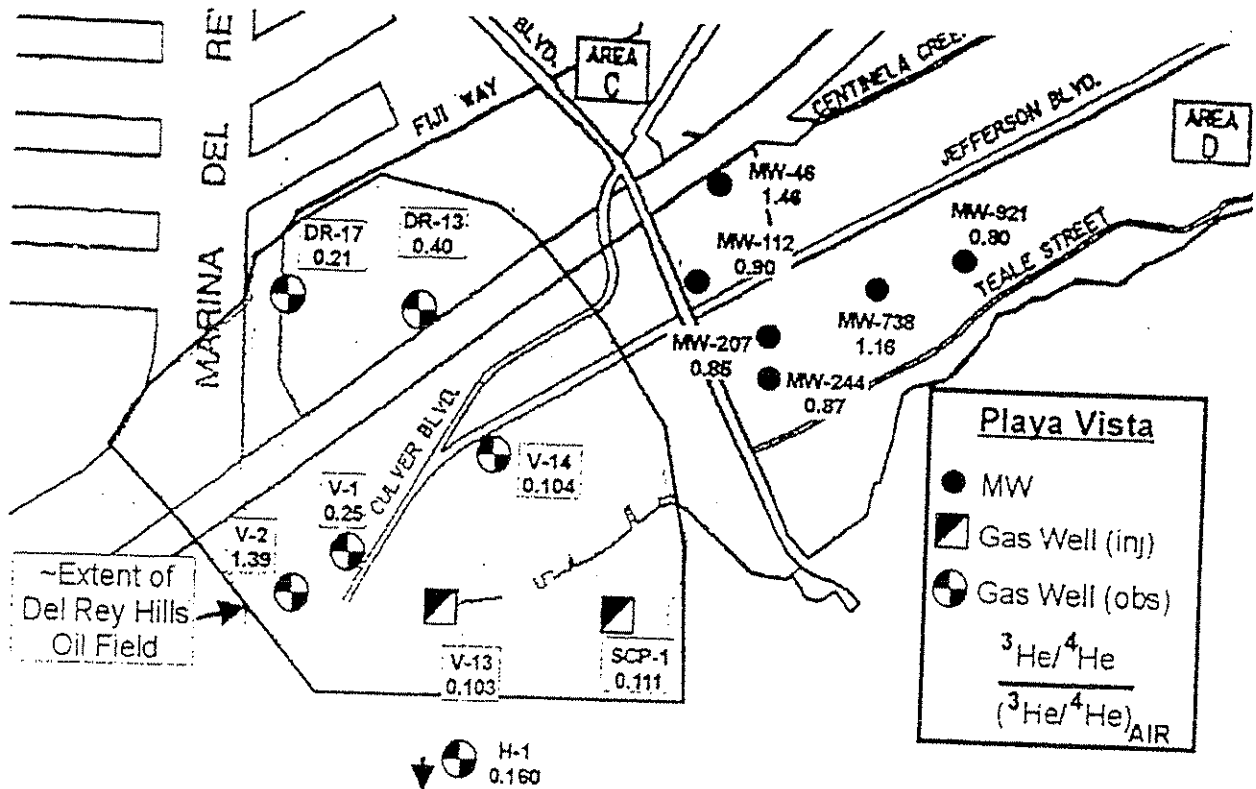 MARINA DEL RE
BLVD.
AREA
C
FIJI WAY
CENTINELA CREE
JEFFERSON BLVD.
AREA
D
MW-46
1.46
MW-921
0.80
TEALE STREET
DR-17
0.21
DR-13
0.40
MW-112
0.90
MW-738
1.16
MW-207
0.85
MW-244
0.87
CULVER BLVD.
V-14
0.104
V-1
0.25
V-2
1.39
~Extent of
Del Rey Hills
Oil Field
V-13
0.103
SCP-1
0.111
H-1
0.160
Playa Vista
MW
Gas Well (inj)
Gas Well (obs)
³He/⁴He
(³He/⁴He)AIR